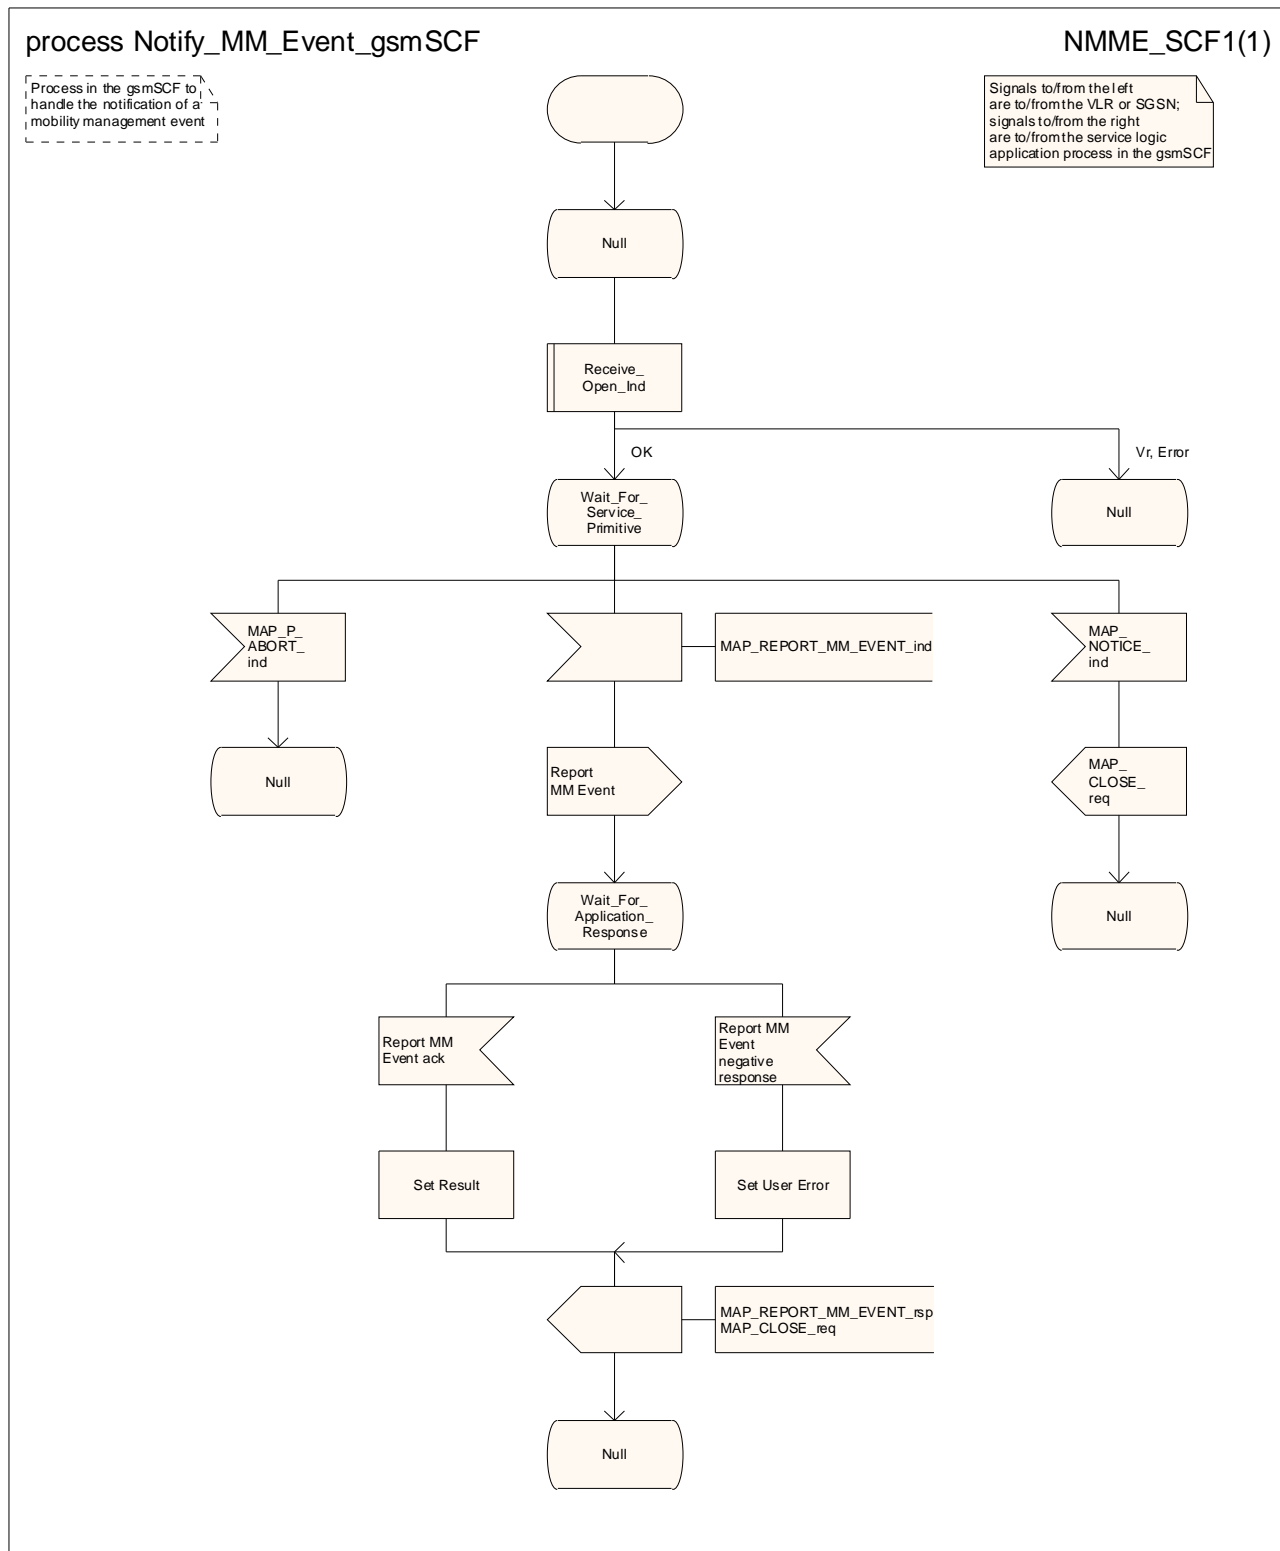 process Notify_MM_Event_gsmSCF
NMME_SCF1(1)
Process in the gsmSCF to
handle the notification of a
mobility management event
Signals to/from the left
are to/from the VLR or SGSN;
signals to/from the right
are to/from the service logic
application process in the gsmSCF
Null
Receive_
Open_Ind
OK
Vr, Error
Wait_For_
Service_
Primitive
Null
MAP_P_
ABORT_
ind
MAP_REPORT_MM_EVENT_ind
MAP_
NOTICE_
ind
Null
Report
MM Event
MAP_
CLOSE_
req
Wait_For_
Application_
Response
Null
Report MM
Event ack
Report MM
Event
negative
response
Set Result
Set User Error
MAP_REPORT_MM_EVENT_rsp
MAP_CLOSE_req
Null